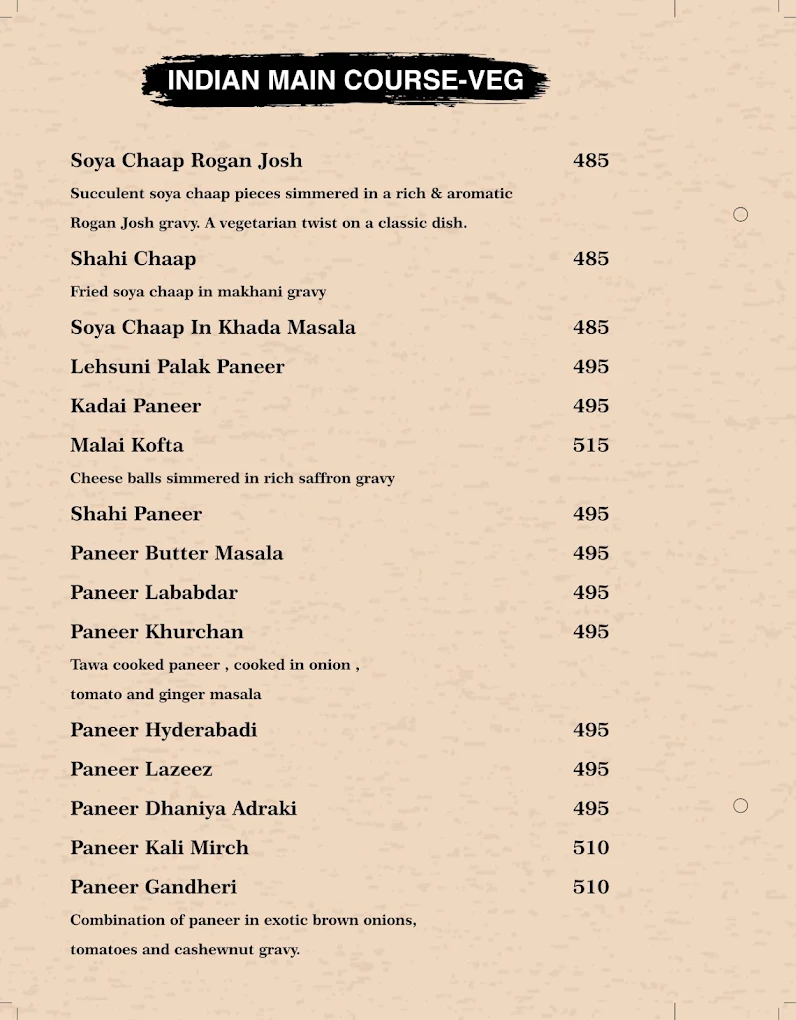 INDIAN MAIN COURSE-VEG
Soya Chaap Rogan Josh 485
Succulent soya chaap pieces simmered in a rich & aromatic
Rogan Josh gravy. A vegetarian twist on a classic dish.
Shahi Chaap 485
Fried soya chaap in makhani gravy
Soya Chaap In Khada Masala 485
Lehsuni Palak Paneer 495
Kadai Paneer 495
Malai Kofta 515
Cheese balls simmered in rich saffron gravy
Shahi Paneer 495
Paneer Butter Masala 495
Paneer Lababdar 495
Paneer Khurchan 495
Tawa cooked paneer , cooked in onion ,
tomato and ginger masala
Paneer Hyderabadi 495
Paneer Lazeez 495
Paneer Dhaniya Adraki 495
Paneer Kali Mirch 510
Paneer Gandheri 510
Combination of paneer in exotic brown onions,
tomatoes and cashewnut gravy.